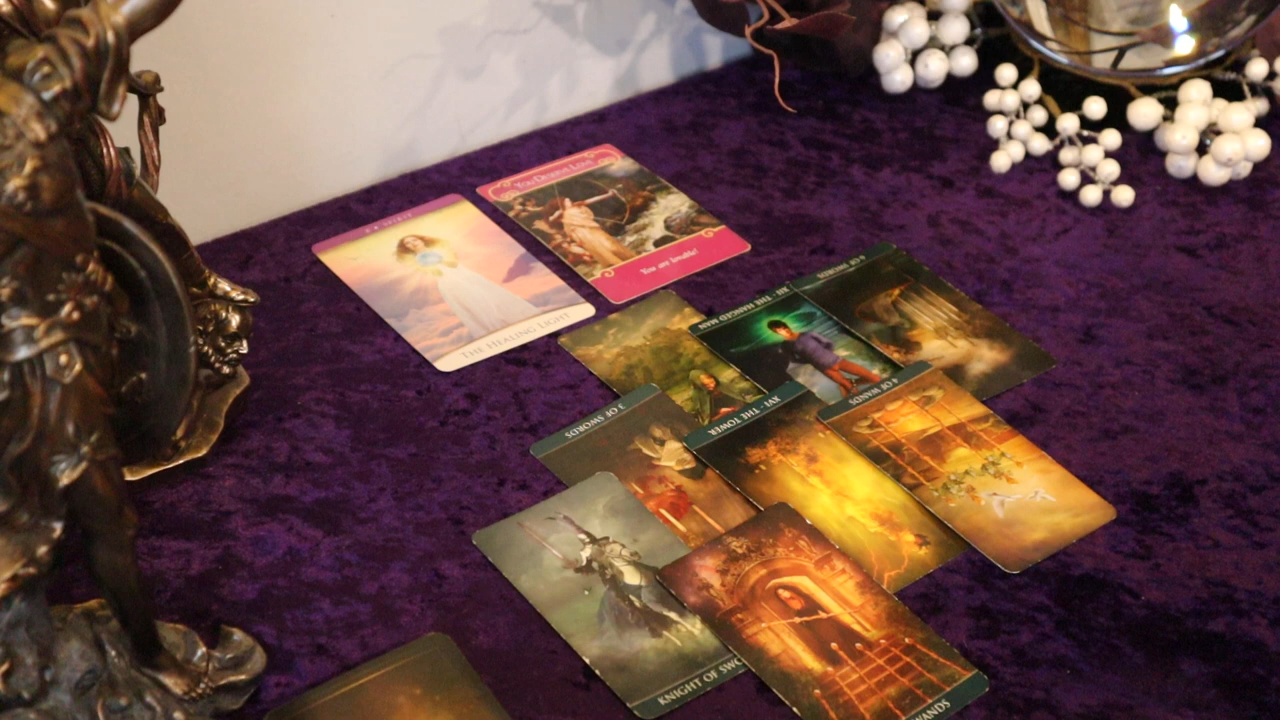 YOU DESERVE LOVE
You are lovable!
THE HEALING LIGHT
6 OF SWORDS
XII - THE HANGED MAN
4 OF WANDS
XVI - THE TOWER
3 OF SWORDS
KNIGHT OF SWO
WANDS